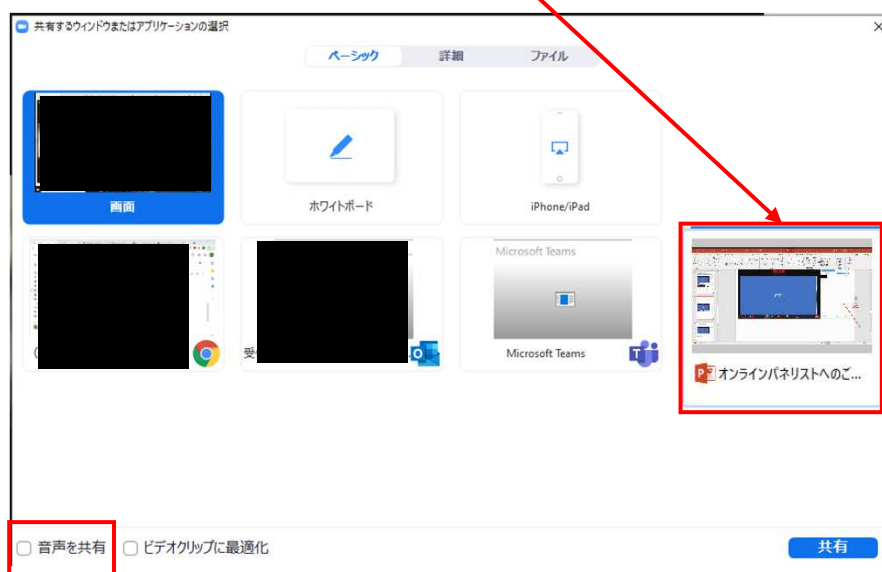 共有するウィンドウまたはアプリケーションの選択
ベーシック 詳細 ファイル
画面
ホワイトボード
iPhone/iPad
Microsoft Teams
受
Microsoft Teams
オンラインパネリストへのご...
音声を共有
ビデオクリップに最適化
共有